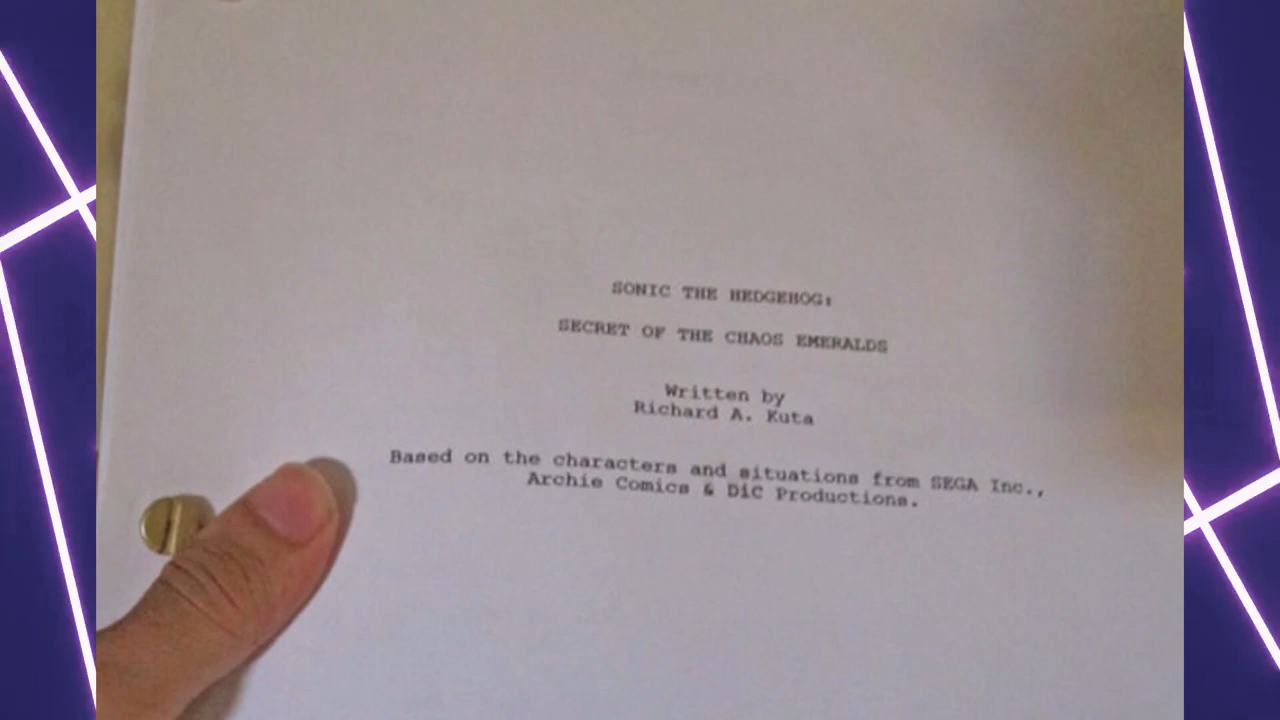 SONIC THE HEDGEHOG:
SECRET OF THE CHAOS EMERALDS
Written by
Richard A. Kuta
Based on the characters and situations from SEGA Inc.,
Archie Comics & DiC Productions.